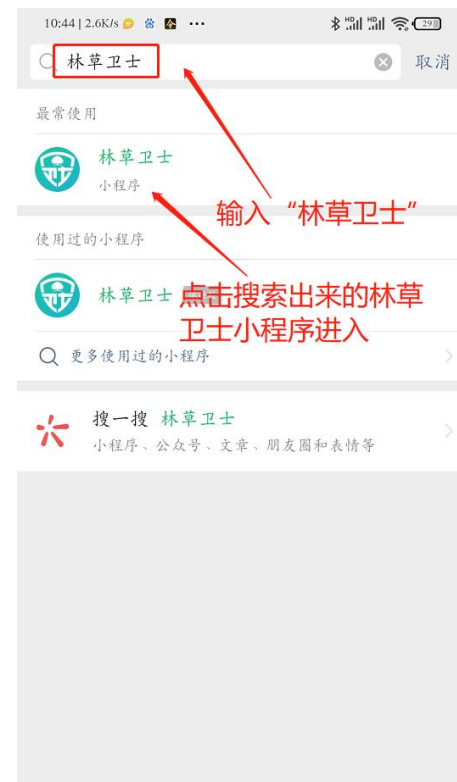 10:44 | 2.6K/s
29
林草卫士
取消
最常使用
林草卫士
小程序
输入“林草卫士”
使用过的小程序
林草卫士
点击搜索出来的林草
卫士小程序进入
更多使用过的小程序
搜一搜 林草卫士
小程序、公众号、文章、朋友圈和表情等